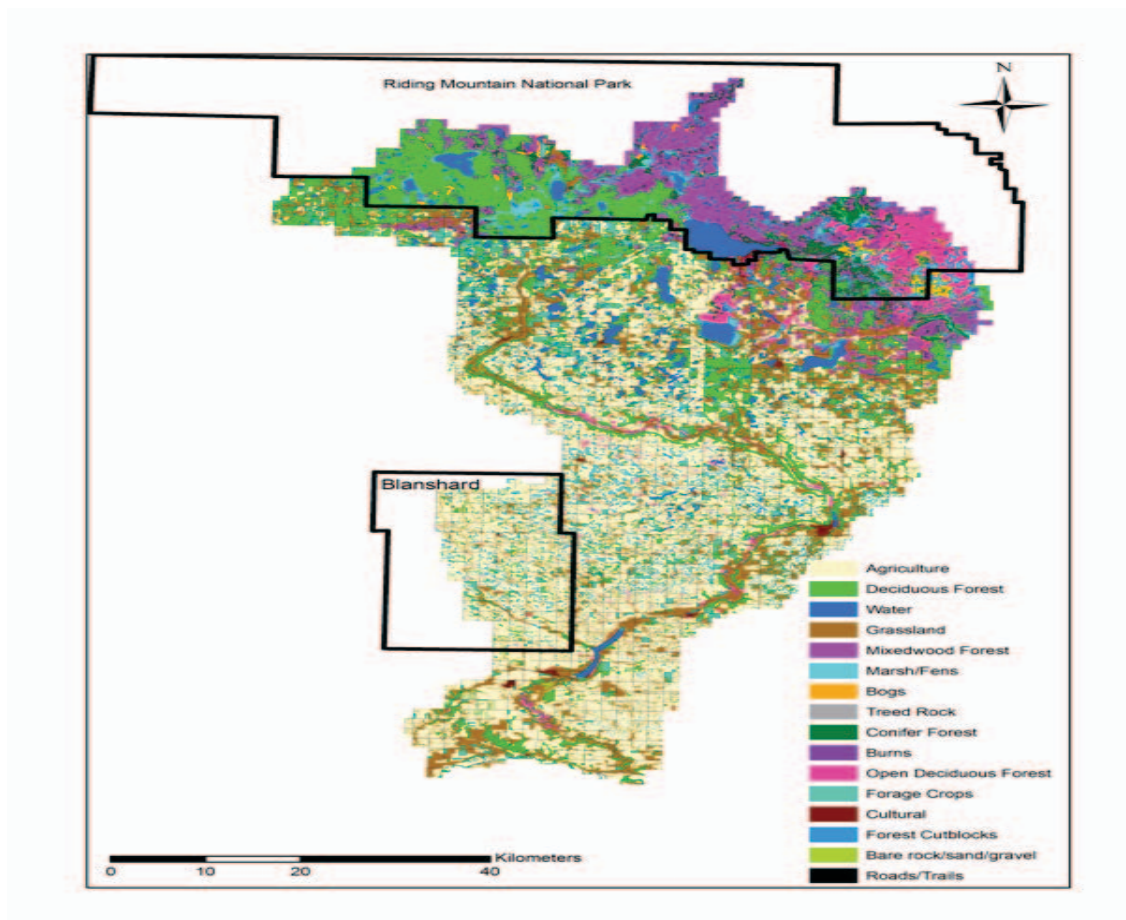 Riding Mountain National Park
N
Blanshard
Agriculture
Deciduous Forest
Water
Grassland
Mixedwood Forest
Marsh/Fens
Bogs
Treed Rock
Conifer Forest
Burns
Open Deciduous Forest
Forage Crops
Cultural
Forest Cutblocks
Bare rock/sand/gravel
Roads/Trails
Kilometers
0 10 20 40